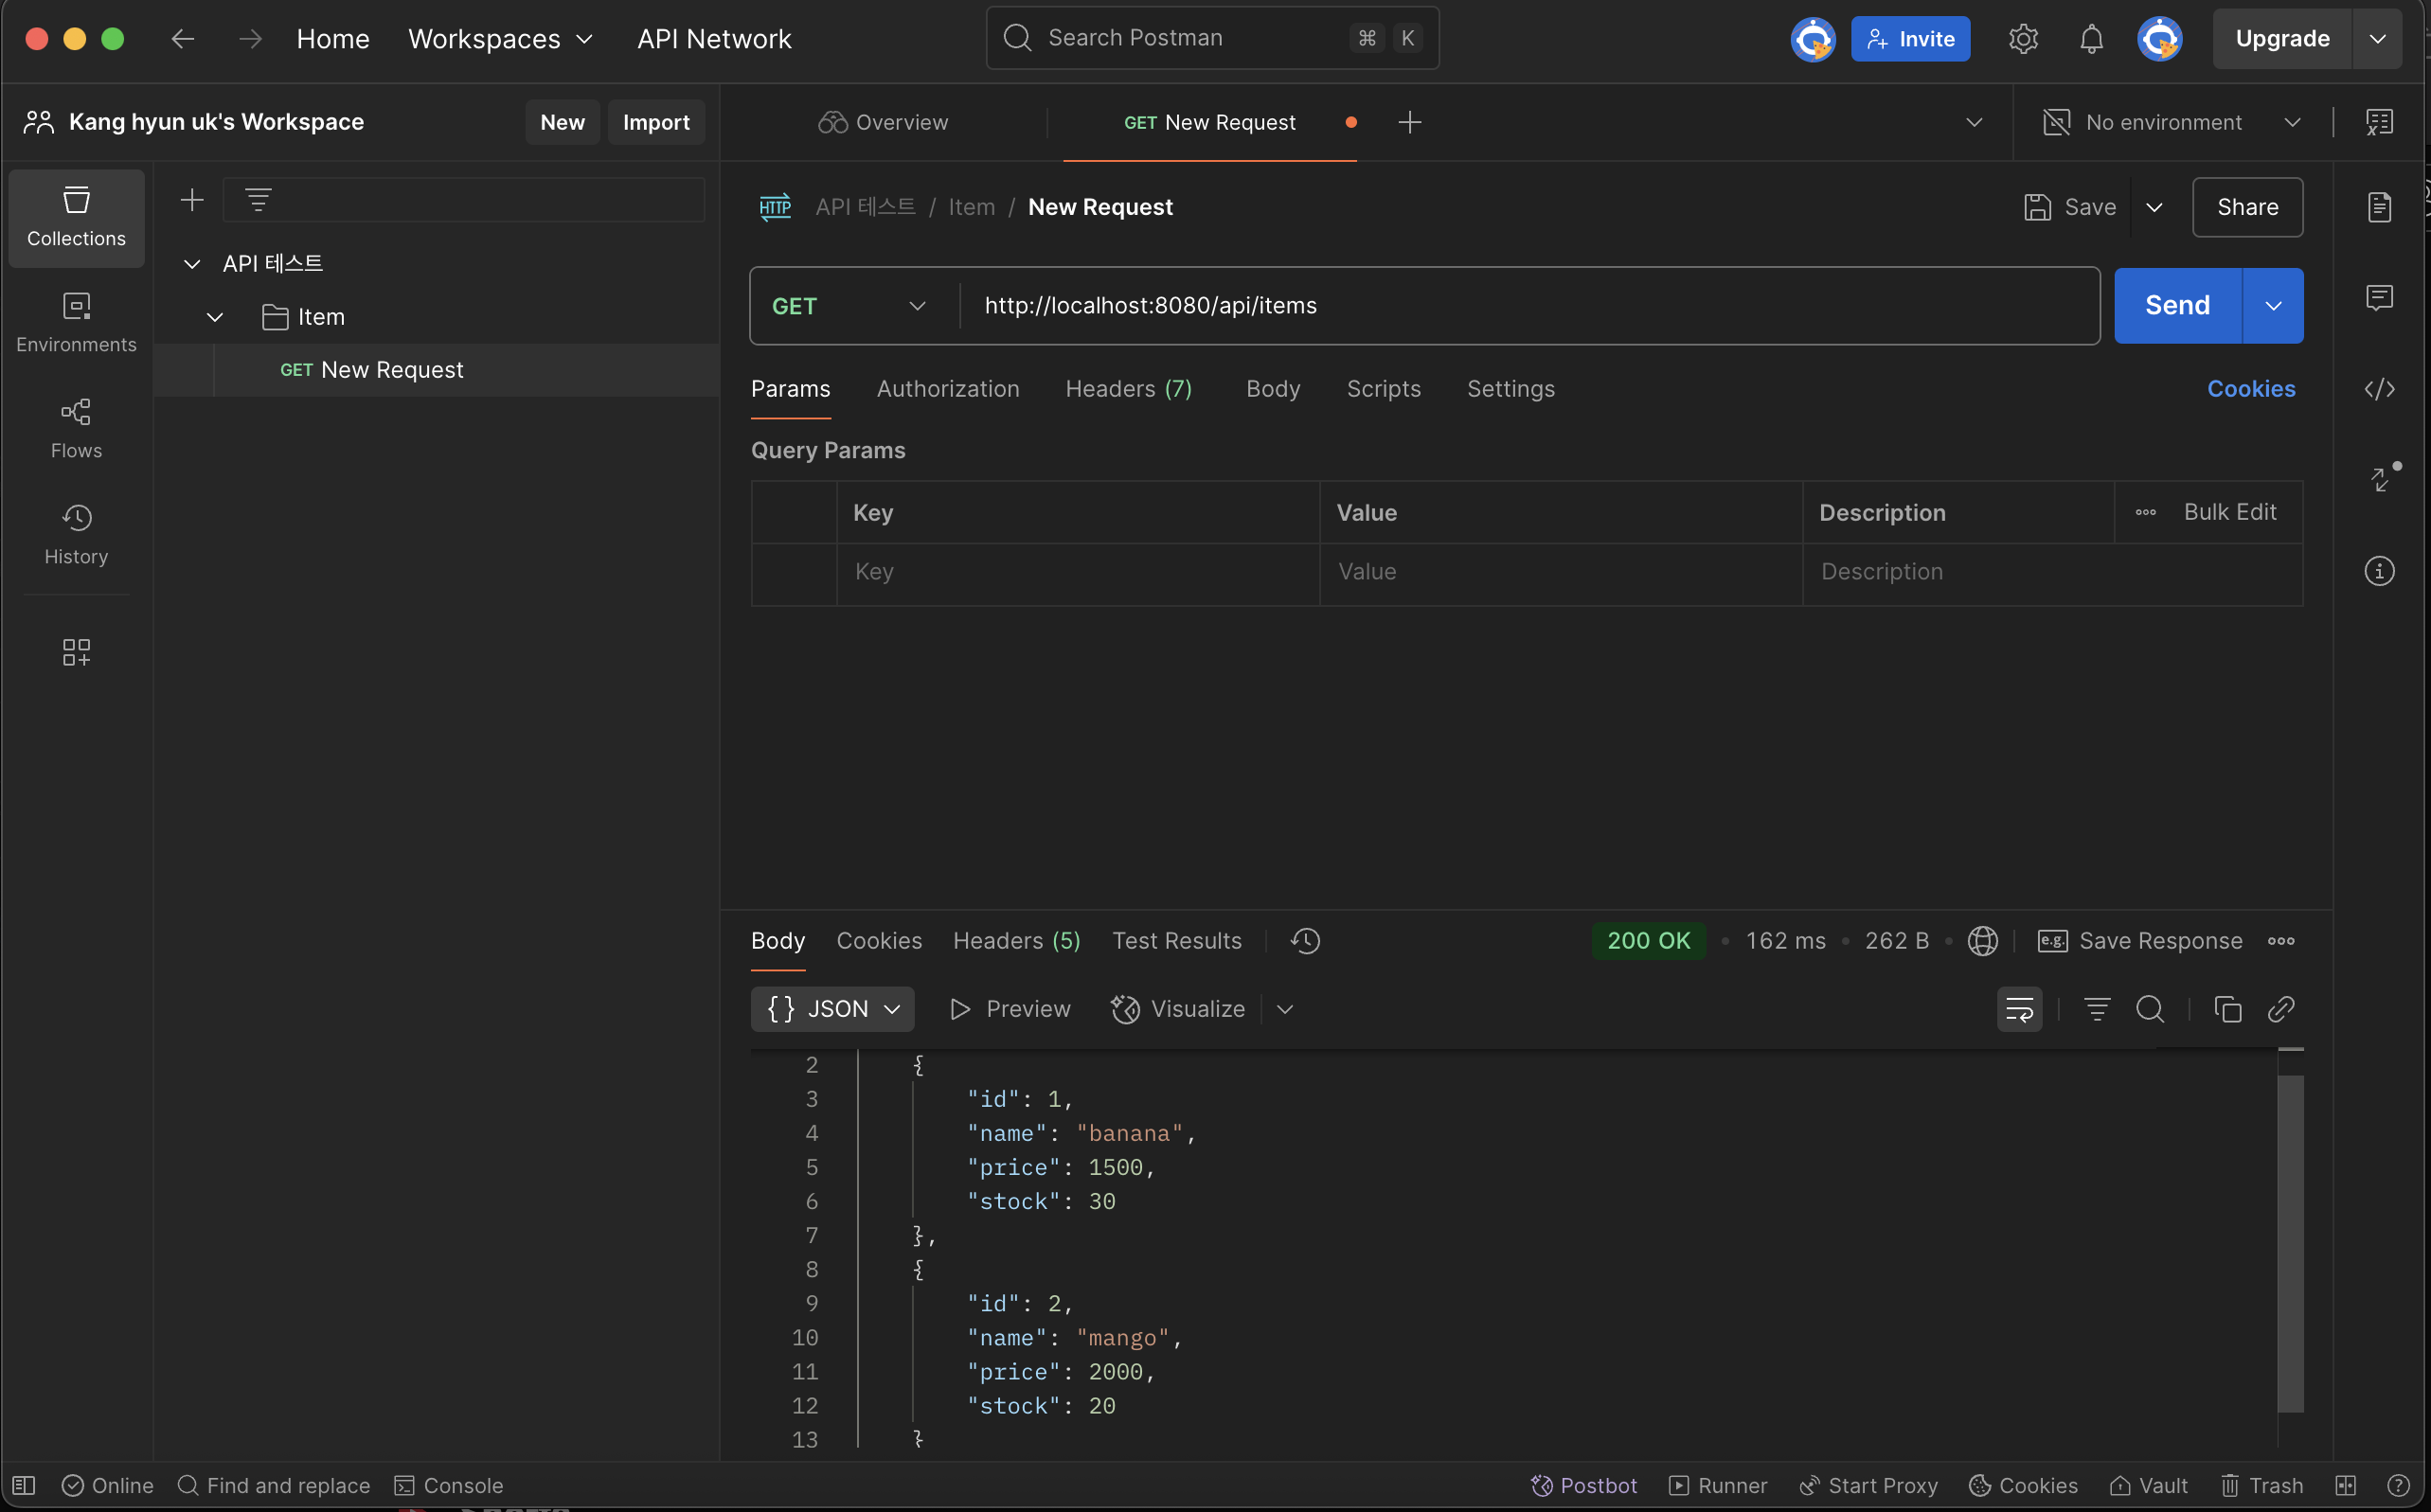 Home Workspaces API Network Search Postman ⌘ K Invite Upgrade
Kang hyun uk's Workspace New Import Overview GET New Request No environment
Collections
Environments
Flows
History
API 테스트
Item
GET New Request
HTTP API 테스트 / Item / New Request Save Share
GET http://localhost:8080/api/items Send
Params Authorization Headers (7) Body Scripts Settings Cookies
Query Params
Key Value Description Bulk Edit
Key Value Description
Body Cookies Headers (5) Test Results 200 OK • 162 ms • 262 B • e.g. Save Response
{} JSON Preview Visualize
2 {
3 "id": 1,
4 "name": "banana",
5 "price": 1500,
6 "stock": 30
7 },
8 {
9 "id": 2,
10 "name": "mango",
11 "price": 2000,
12 "stock": 20
13 }
Online Find and replace Console Postbot Runner Start Proxy Cookies Vault Trash